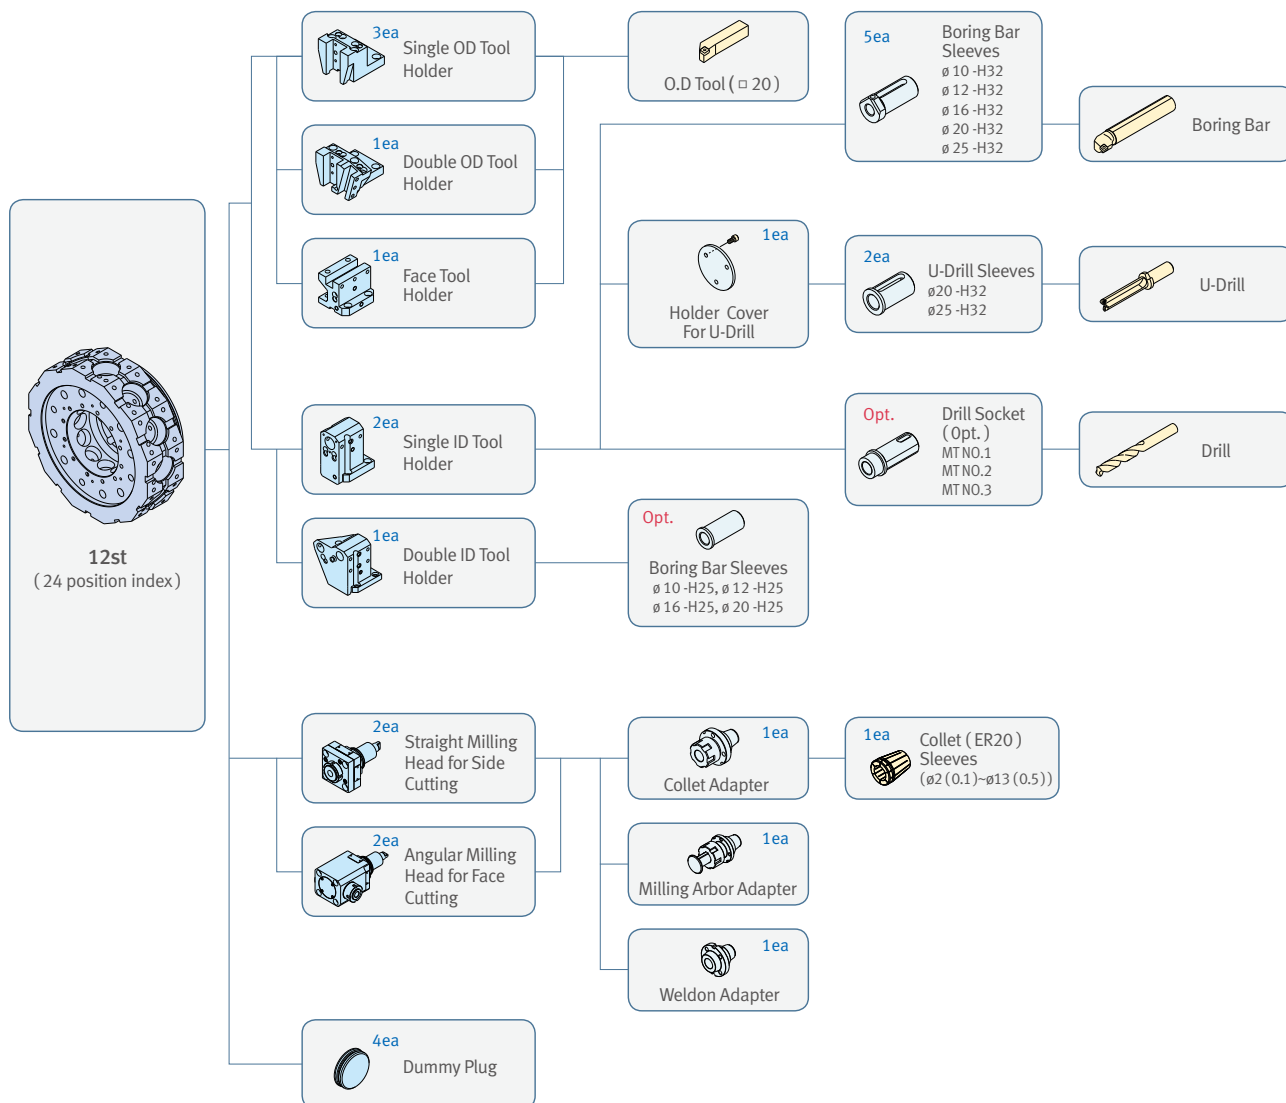 12st
( 24 position index )
3ea
Single OD Tool
Holder
1ea
Double OD Tool
Holder
1ea
Face Tool
Holder
2ea
Single ID Tool
Holder
1ea
Double ID Tool
Holder
2ea
Straight Milling
Head for Side
Cutting
2ea
Angular Milling
Head for Face
Cutting
4ea
Dummy Plug
O.D Tool ( □ 20 )
1ea
Holder Cover
For U-Drill
Opt.
Boring Bar Sleeves
ø 10 -H25, ø 12 -H25
ø 16 -H25, ø 20 -H25
1ea
Collet Adapter
1ea
Milling Arbor Adapter
1ea
Weldon Adapter
5ea
Boring Bar
Sleeves
ø 10 -H32
ø 12 -H32
ø 16 -H32
ø 20 -H32
ø 25 -H32
2ea
U-Drill Sleeves
ø20 -H32
ø25 -H32
Opt.
Drill Socket
( Opt. )
MT NO.1
MT NO.2
MT NO.3
1ea
Collet ( ER20 )
Sleeves
(ø2 ( 0.1 )~ø13 ( 0.5 ))
Boring Bar
U-Drill
Drill